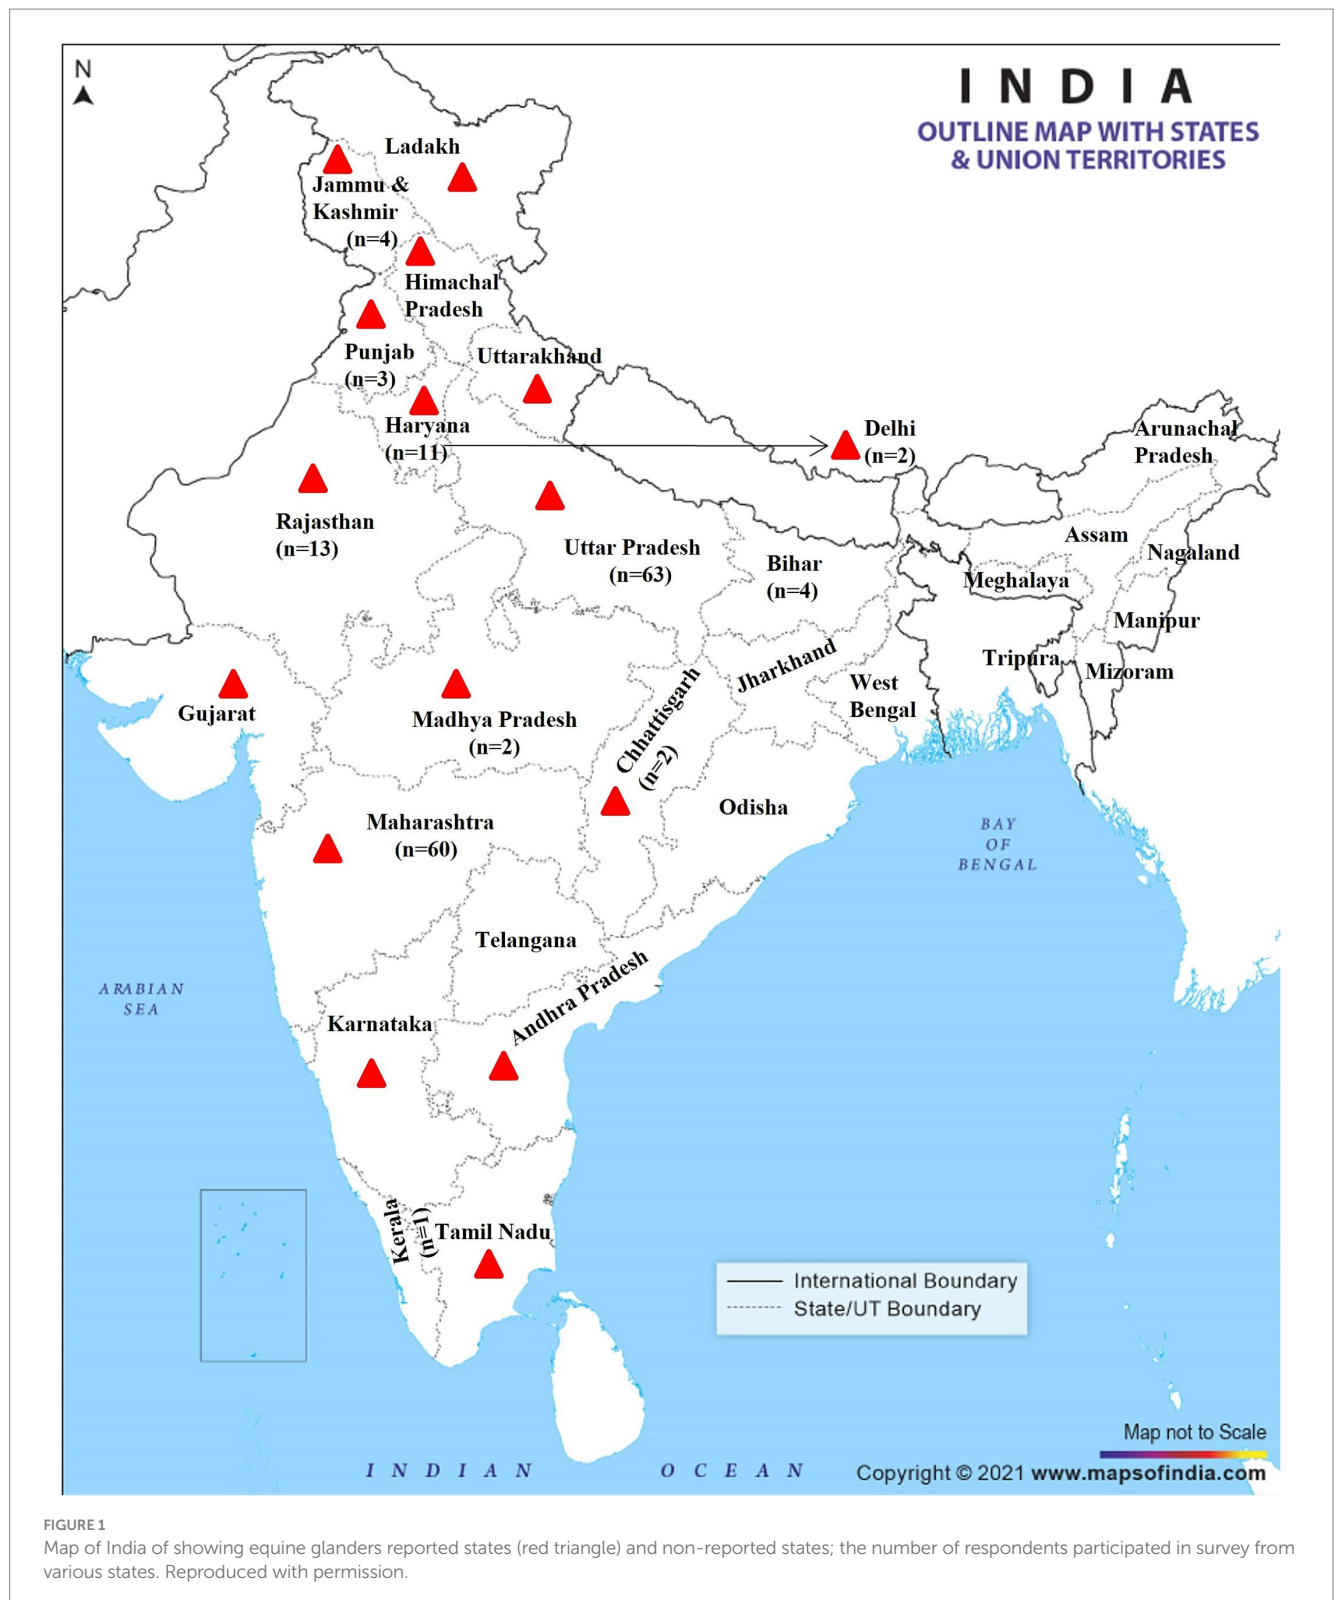 N
I N D I A
OUTLINE MAP WITH STATES
& UNION TERRITORIES
Ladakh
Jammu &
Kashmir
(n=4)
Himachal
Pradesh
Punjab
(n=3)
Uttarakhand
Haryana
(n=11)
Delhi
(n=2)
Arunachal
Pradesh
Rajasthan
(n=13)
Uttar Pradesh
(n=63)
Bihar
(n=4)
Assam
Nagaland
Meghalaya
Manipur
Tripura
Mizoram
Jharkhand
West
Bengal
Gujarat
Madhya Pradesh
(n=2)
Chhattisgarh
(n=2)
Odisha
Maharashtra
(n=60)
BAY
OF
BENGAL
Telangana
Andhra Pradesh
ARABIAN
SEA
Karnataka
Kerala
(n=1)
Tamil Nadu
International Boundary
State/UT Boundary
Map not to Scale
I N D I A N O C E A N
Copyright © 2021 www.mapsofindia.com
FIGURE 1
Map of India of showing equine glanders reported states (red triangle) and non-reported states; the number of respondents participated in survey from
various states. Reproduced with permission.